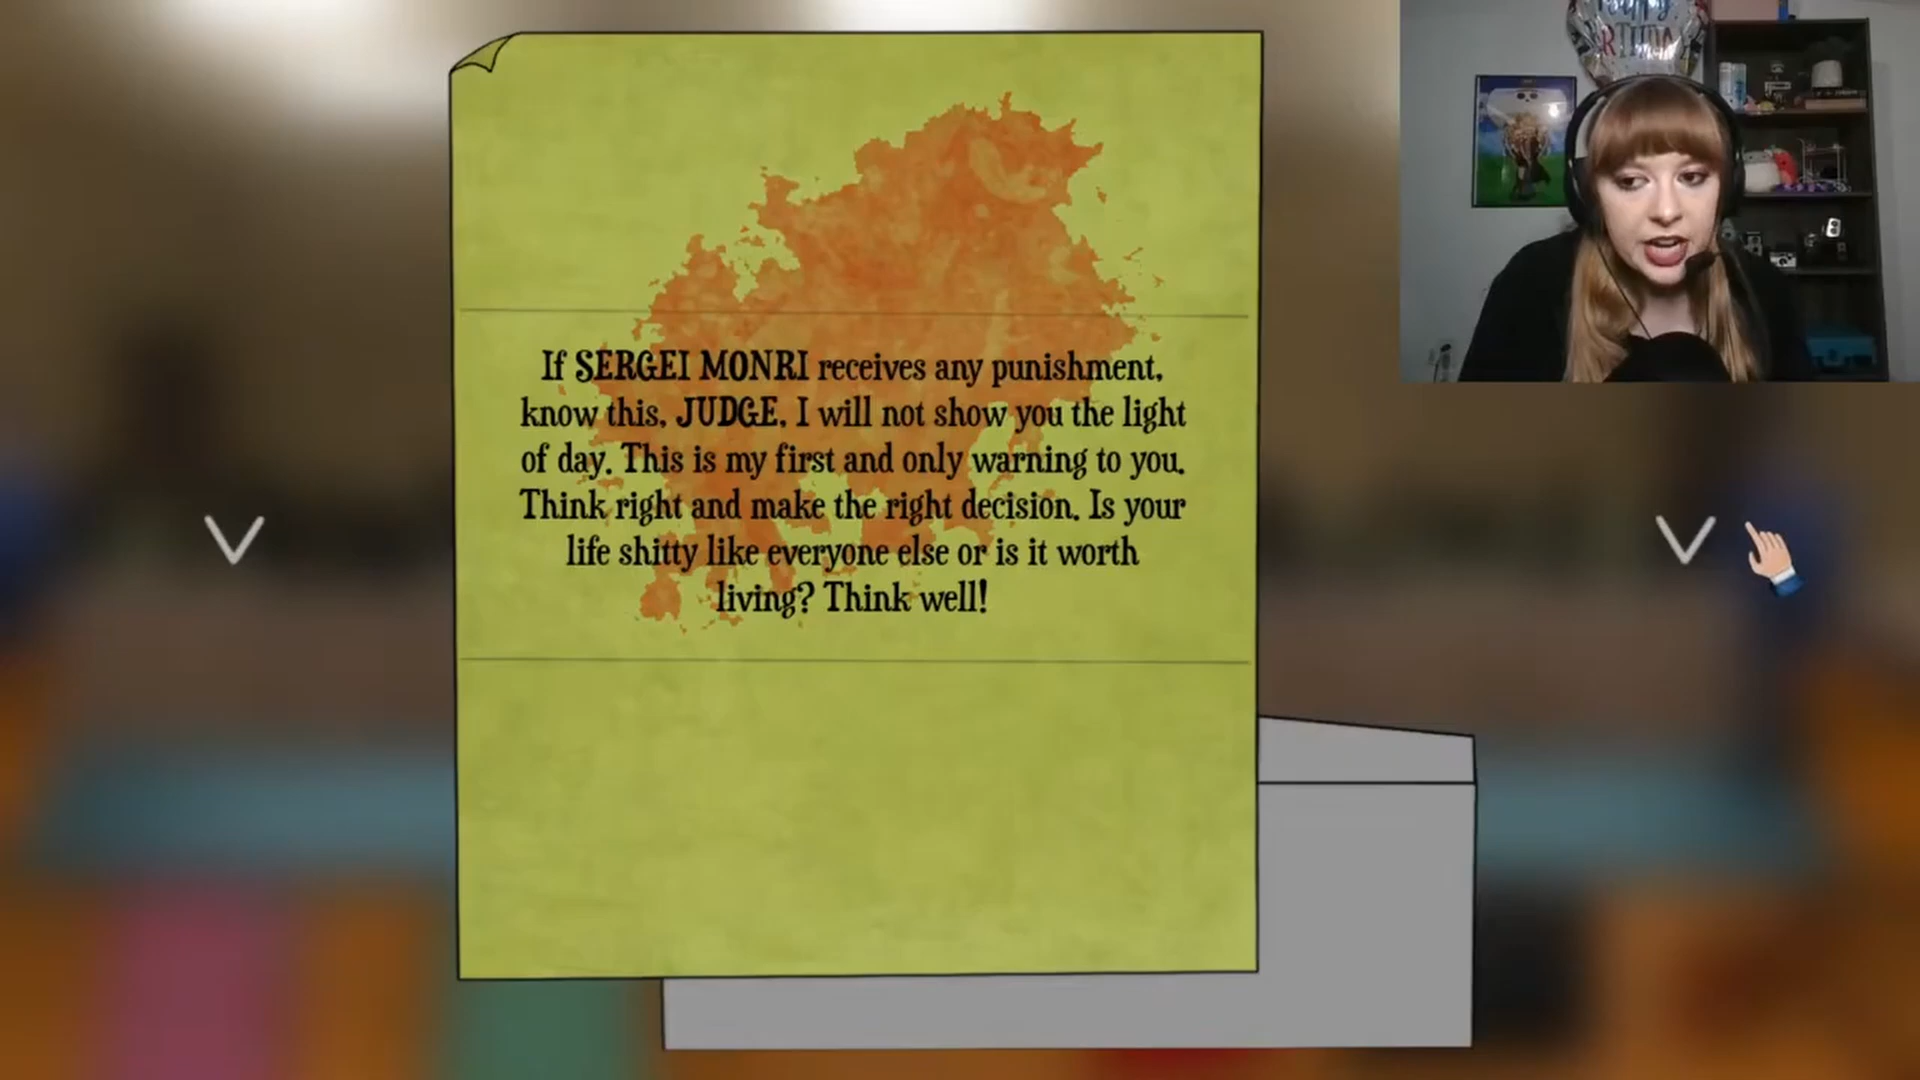 If SERGEI MONRI receives any punishment,
know this, JUDGE, I will not show you the light
of day. This is my first and only warning to you.
Think right and make the right decision. Is your
life shitty like everyone else or is it worth
living? Think well!